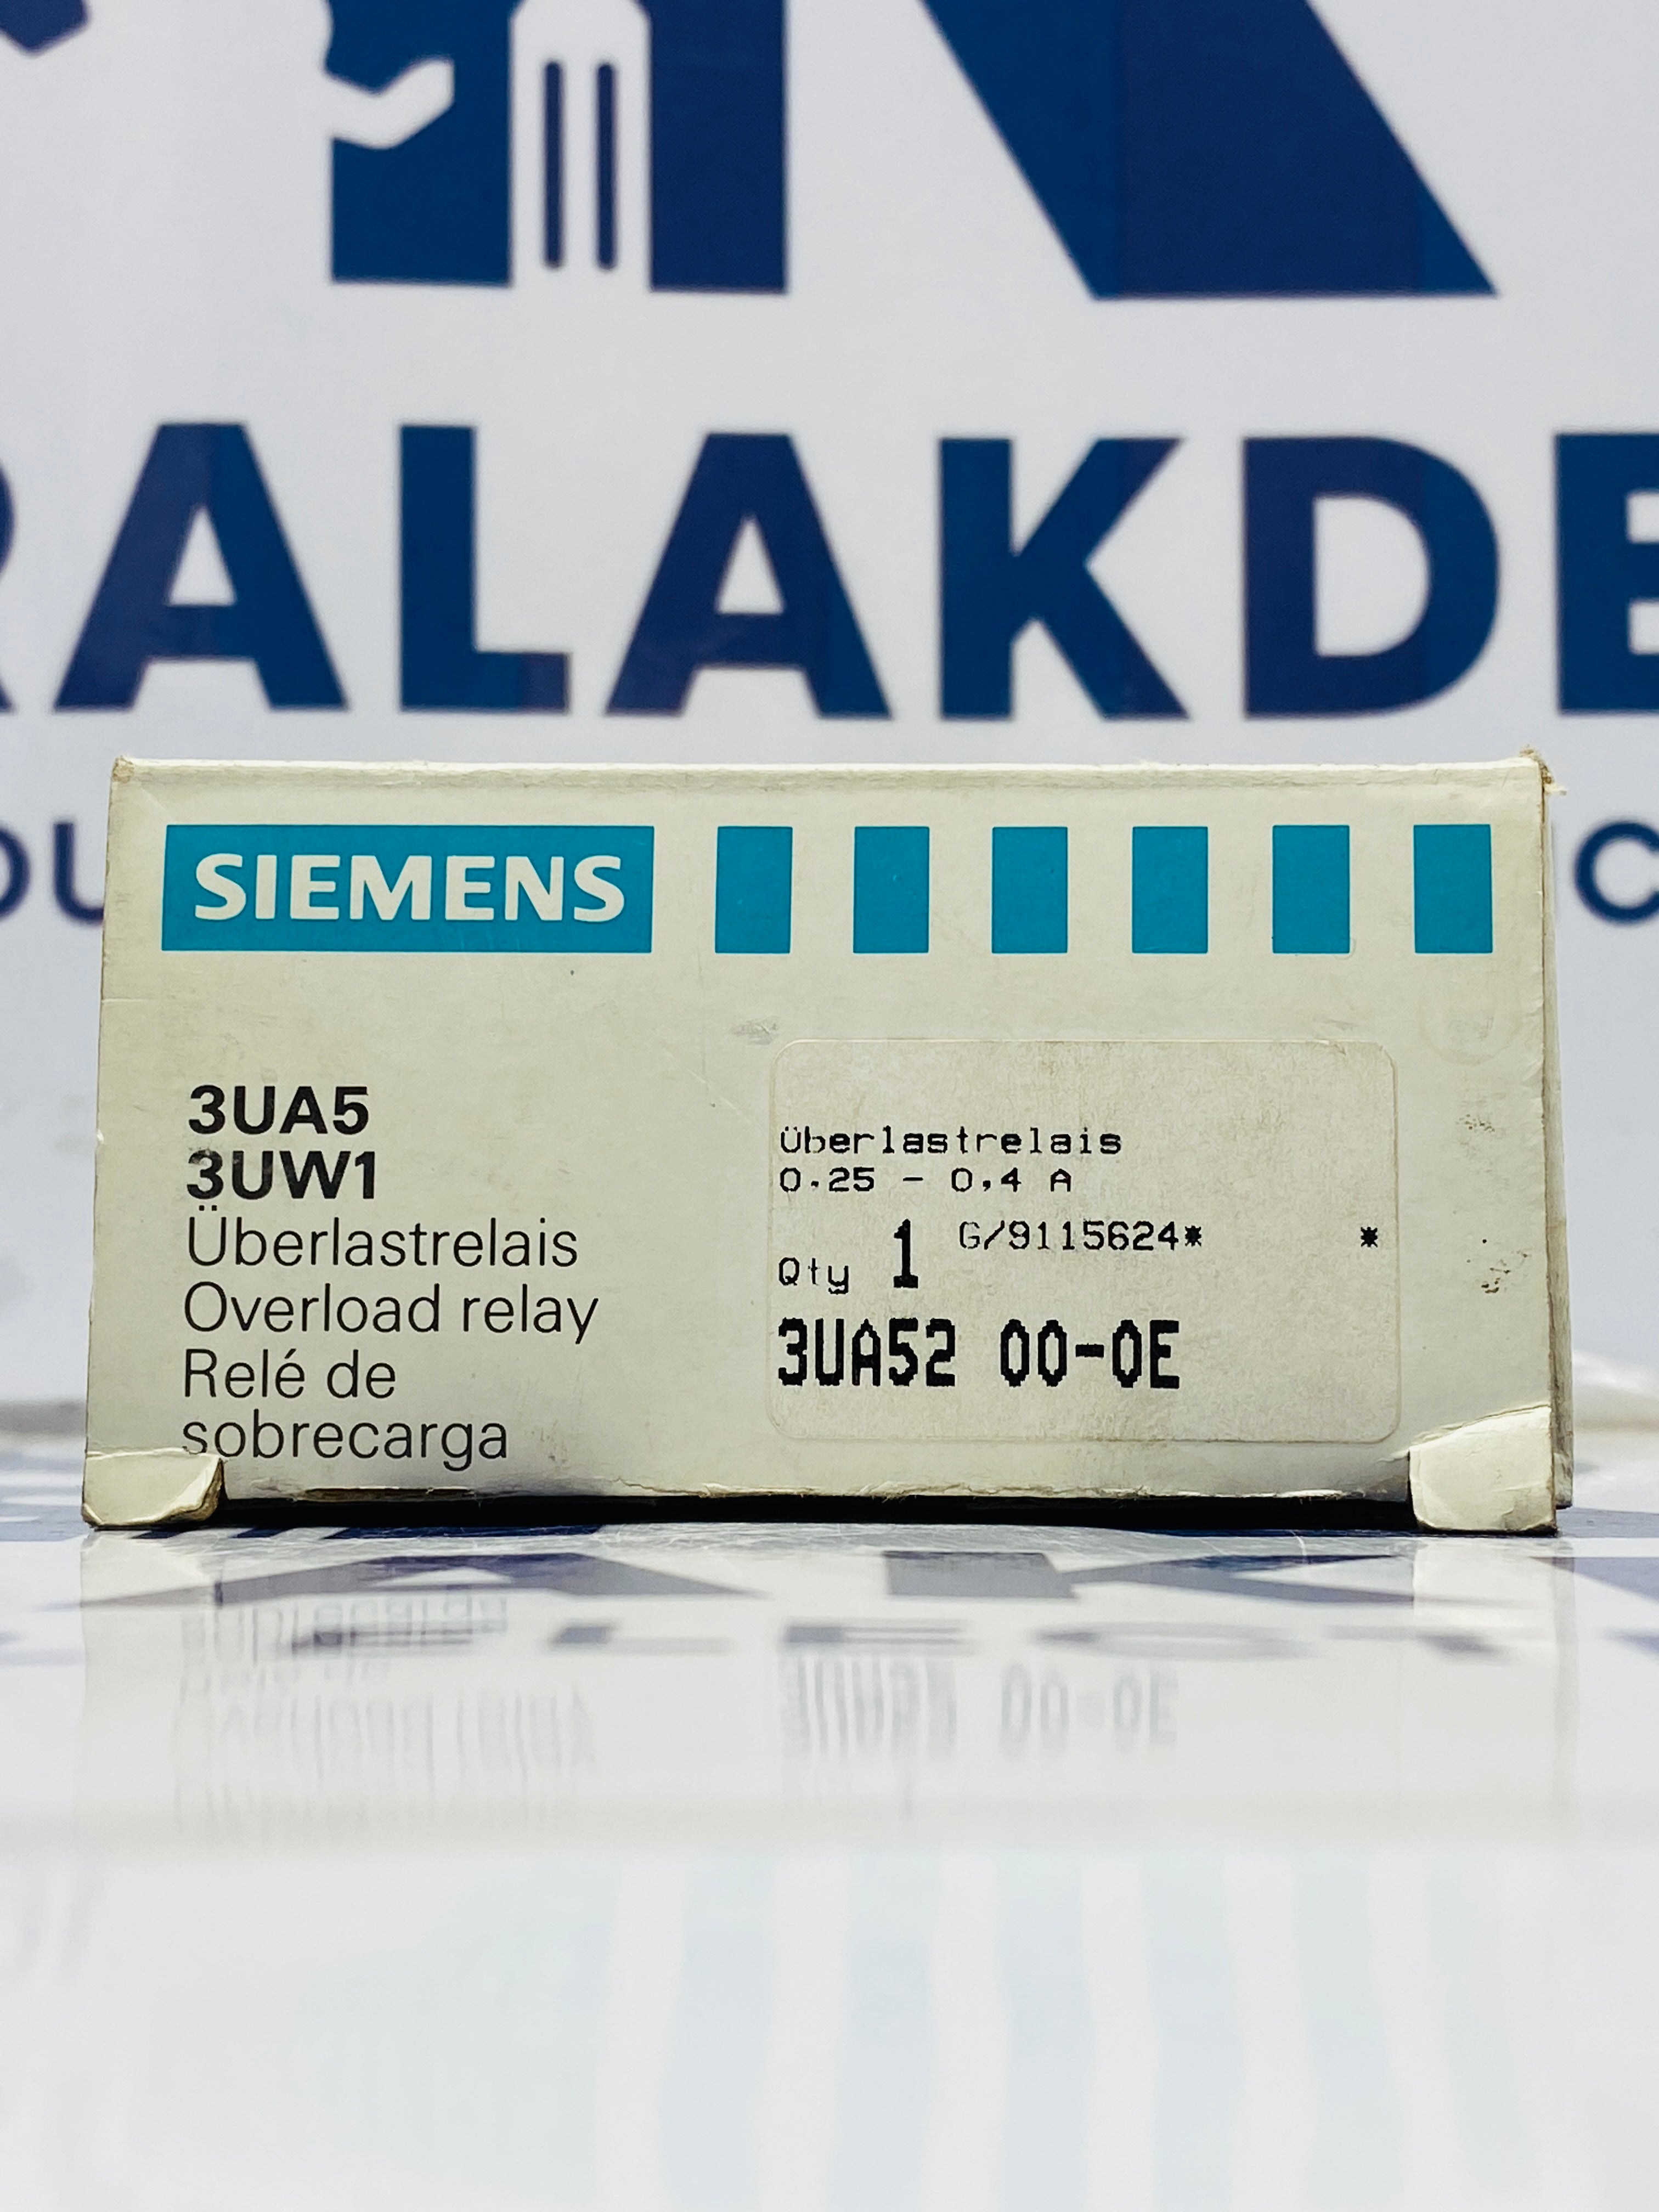 RALAKDE
OU
C
SIEMENS
3UA5
3UW1
Überlastrelais
Overload relay
Relé de
sobrecarga
Überlastrelais
0.25 - 0,4 A
Qty 1 G/9115624* *
3UA52 00-0E